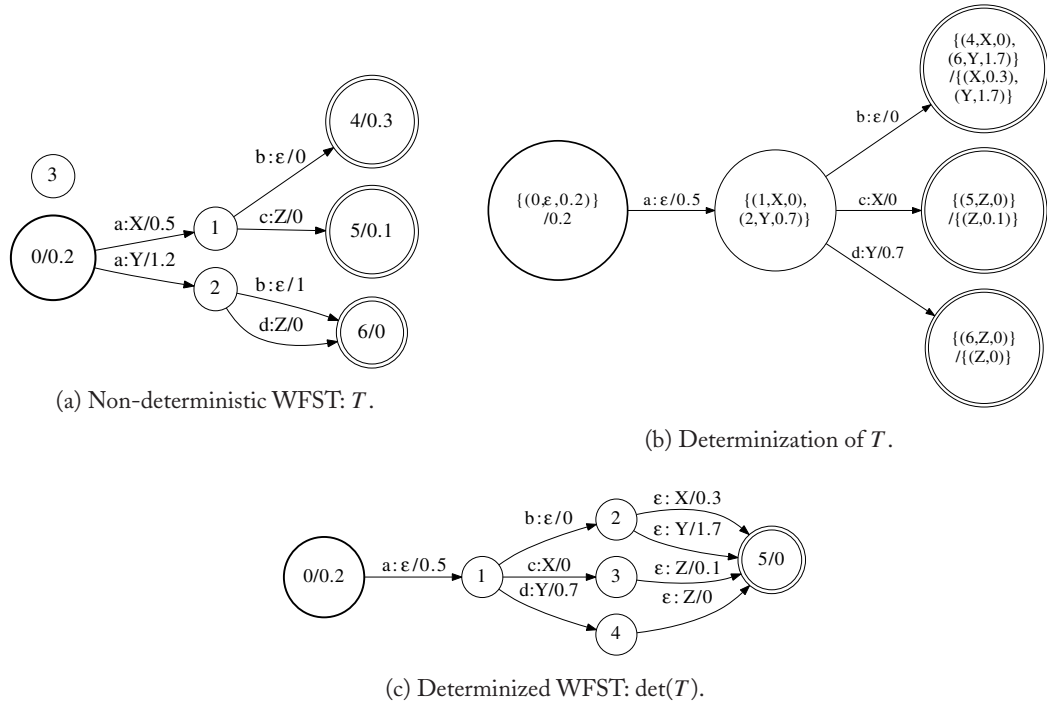 3
0/0.2
a:X/0.5
a:Y/1.2
1
2
b:ε/0
c:Z/0
b:ε/1
d:Z/0
4/0.3
5/0.1
6/0
(a) Non-deterministic WFST: T.
{(0,ε,0.2)}
/0.2
a:ε/0.5
{(1,X,0),
(2,Y,0.7)}
b:ε/0
c:X/0
d:Y/0.7
{(4,X,0),
(6,Y,1.7)}
/{(X,0.3),
(Y,1.7)}
{(5,Z,0)}
/{(Z,0.1)}
{(6,Z,0)}
/{(Z,0)}
(b) Determinization of T.
0/0.2
a:ε/0.5
1
b:ε/0
c:X/0
d:Y/0.7
2
3
4
ε: X/0.3
ε: Y/1.7
ε: Z/0.1
ε: Z/0
5/0
(c) Determinized WFST: det(T).